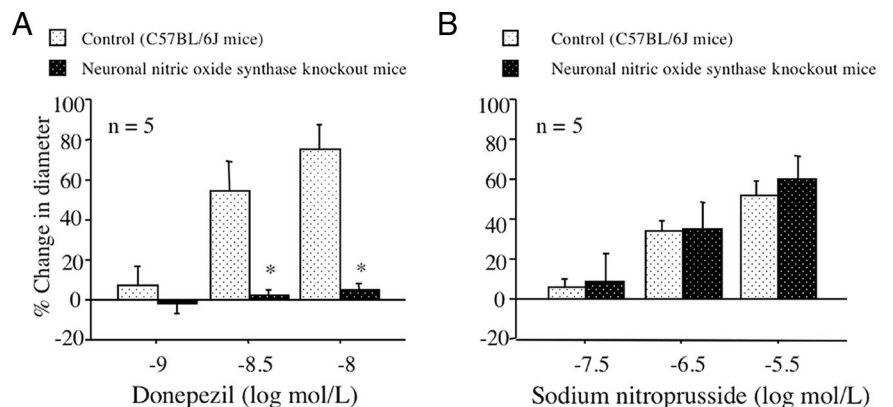 A
Control (C57BL/6J mice)
Neuronal nitric oxide synthase knockout mice
n = 5
% Change in diameter
100
80
60
40
20
0
-20
*
*
-9
-8.5
-8
Donepezil (log mol/L)
B
Control (C57BL/6J mice)
Neuronal nitric oxide synthase knockout mice
n = 5
100
80
60
40
20
0
-20
-7.5
-6.5
-5.5
Sodium nitroprusside (log mol/L)